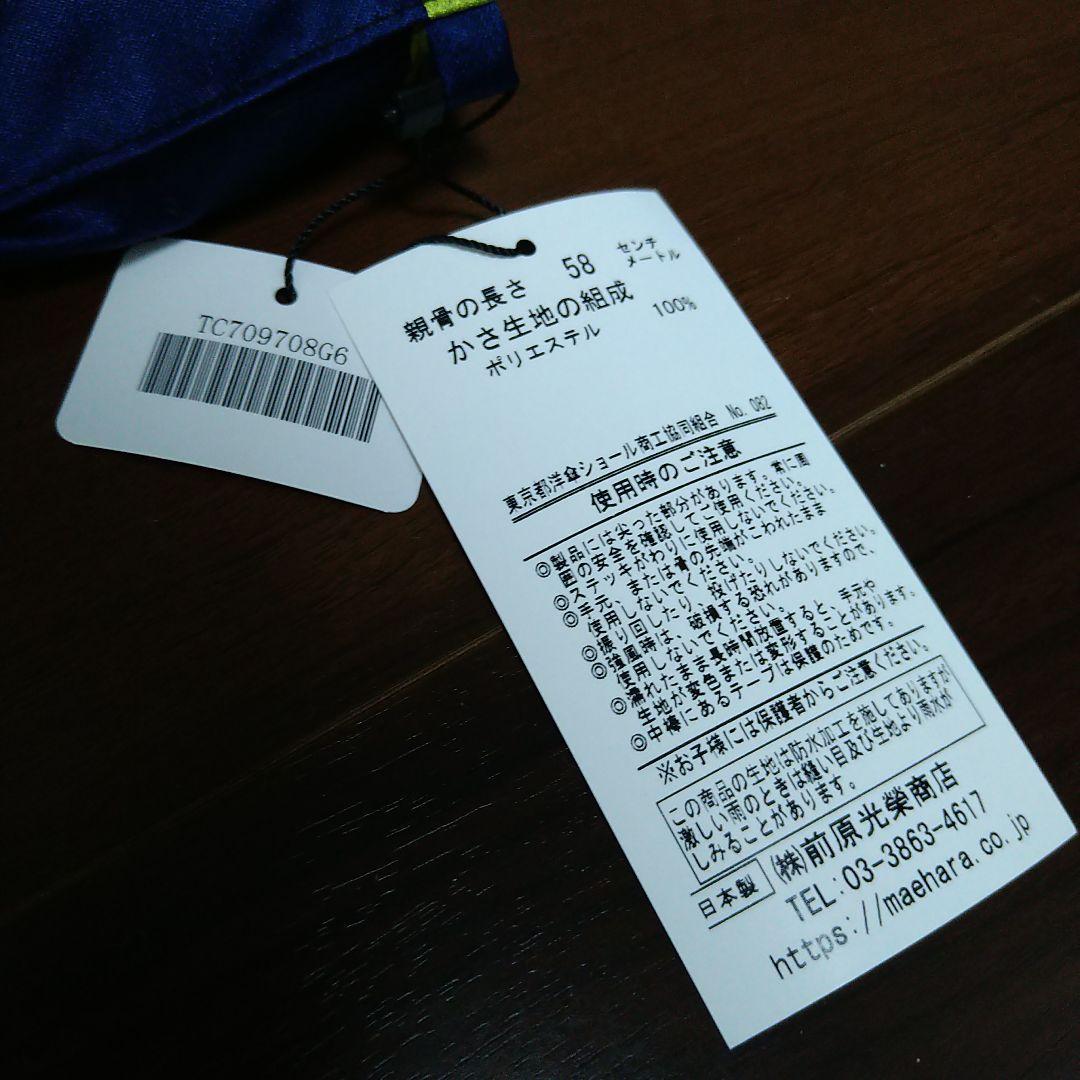 TC709708G6
親骨の長さ 58 センチ
メートル
かさ生地の組成
ポリエステル 100%
東京都洋傘ショール商工協同組合 No. 082
使用時のご注意
◎製品には尖った部分があります。常に周
囲の安全を確認してご使用ください。
◎ステッキがわりに使用しないでください。
◎手元、または骨の先端がこわれたまま
使用しないでください。
◎振り回したり、投げたりしないでください。
◎強風時は、破損する恐れがありますので、
使用しないでください。
◎濡れたまま長時間放置すると、手元や
生地が変色または変形することがあります。
◎中棒にあるテープは保護のためです。
※お子様には保護者からご注意ください。
この商品の生地は防水加工を施してありますが
激しい雨のときは縫い目及び生地より雨水が
しみることがあります。
日本製 ㈱前原光榮商店
TEL:03-3863-4617
https://maehara.co.jp